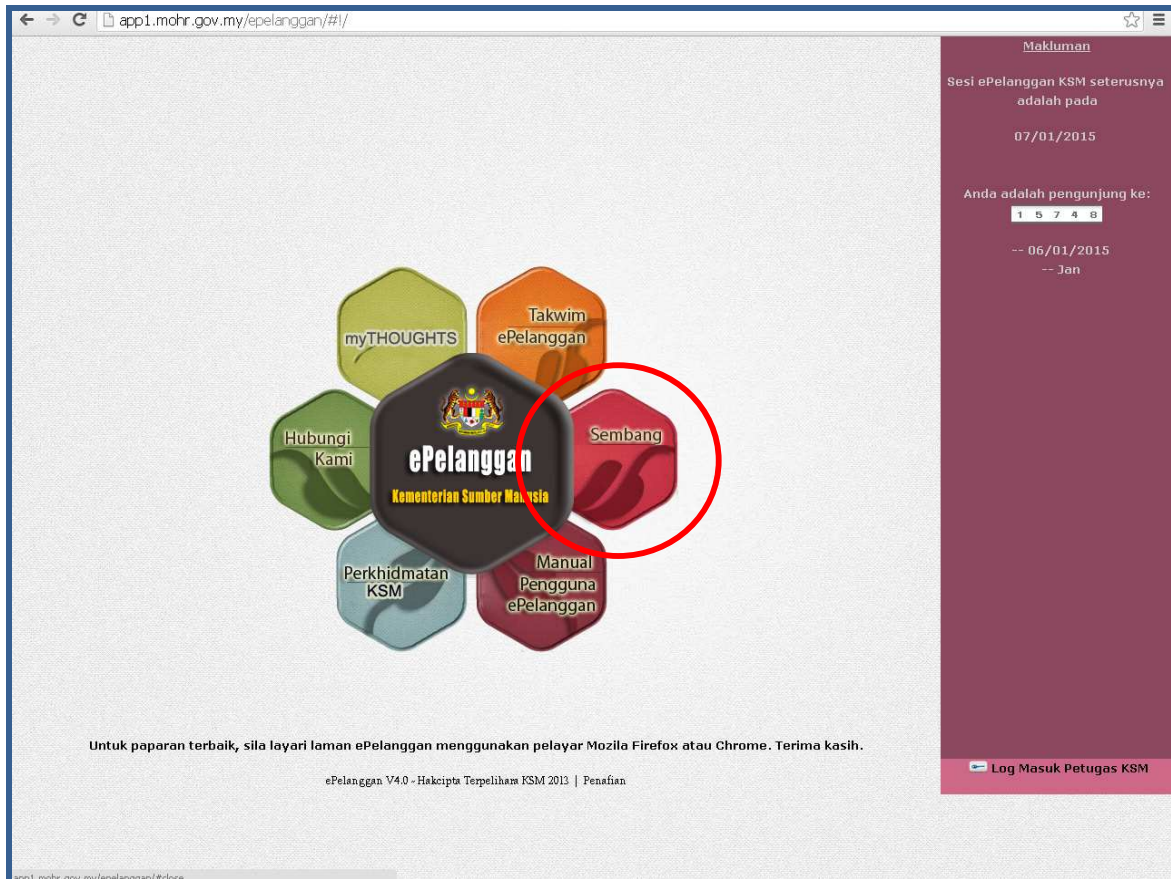 app1.mohr.gov.my/epelanggan/#!/
Makluman
Sesi ePelanggan KSM seterusnya
adalah pada
07/01/2015
Anda adalah pengunjung ke:
1 5 7 4 8
-- 06/01/2015
-- Jan
myTHOUGHTS
Takwim
ePelanggan
Hubungi
Kami
ePelanggan
Kementerian Sumber Manusia
Sembang
Perkhidmatan
KSM
Manual
Pengguna
ePelanggan
Untuk paparan terbaik, sila layari laman ePelanggan menggunakan pelayar Mozila Firefox atau Chrome. Terima kasih.
ePelanggan V4.0 - Hakcipta Terpelihara KSM 2013 | Penafian
Log Masuk Petugas KSM
app1.mohr.gov.my/epelanggan/#close